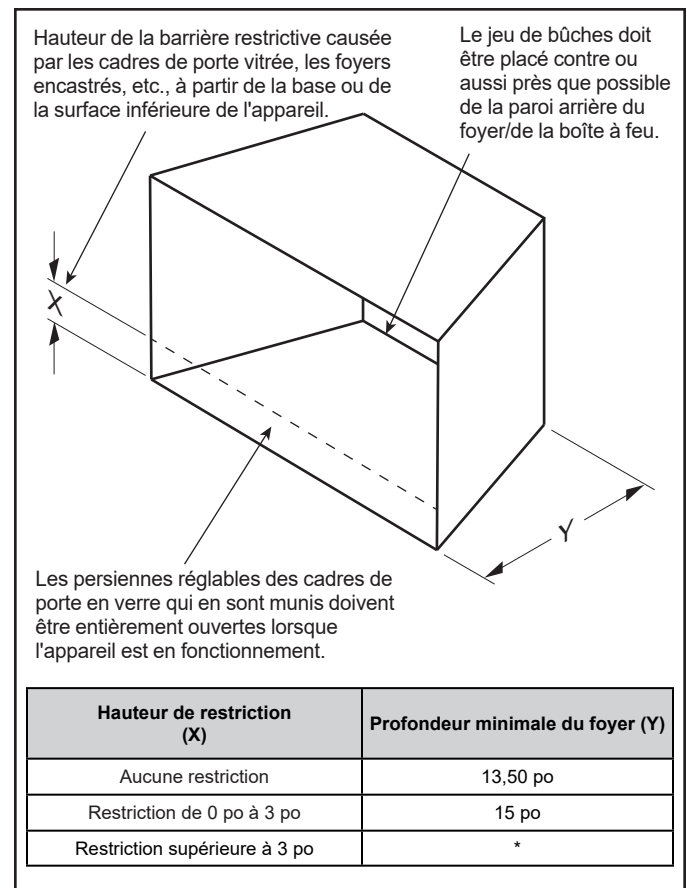 Hauteur de la barrière restrictive causée
par les cadres de porte vitrée, les foyers
encastrés, etc., à partir de la base ou de
la surface inférieure de l'appareil.
Le jeu de bûches doit
être placé contre ou
aussi près que possible
de la paroi arrière du
foyer/de la boîte à feu.
X
Y
Les persiennes réglables des cadres de
porte en verre qui en sont munis doivent
être entièrement ouvertes lorsque
l'appareil est en fonctionnement.
Hauteur de restriction
(X)
Profondeur minimale du foyer (Y)
Aucune restriction
13,50 po
Restriction de 0 po à 3 po
15 po
Restriction supérieure à 3 po
*